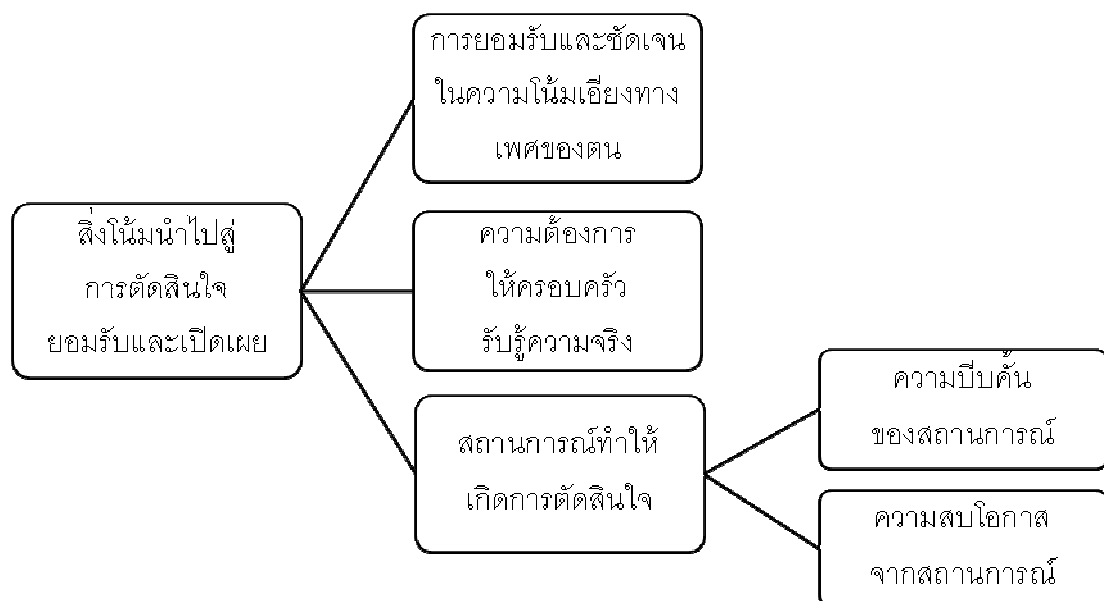 การยอมรับและชัดเจน
ในความโน้มเอียงทาง
เพศของตน
สิ่งโน้มนำไปสู่
การตัดสินใจ
ยอมรับและเปิดเผย
ความต้องการ
ให้ครอบครัว
รับรู้ความจริง
สถานการณ์ทำให้
เกิดการตัดสินใจ
ความบีบคั้น
ของสถานการณ์
ความสบโอกาส
จากสถานการณ์